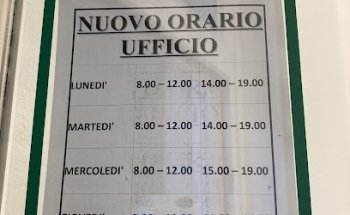 NUOVO ORARIO
UFFICIO
LUNEDI' 8.00 – 12.00 14.00 – 19.00
MARTEDI' 8.00 – 12.00 14.00 – 19.00
MERCOLEDI' 8.00 – 12.00 15.00 – 19.00